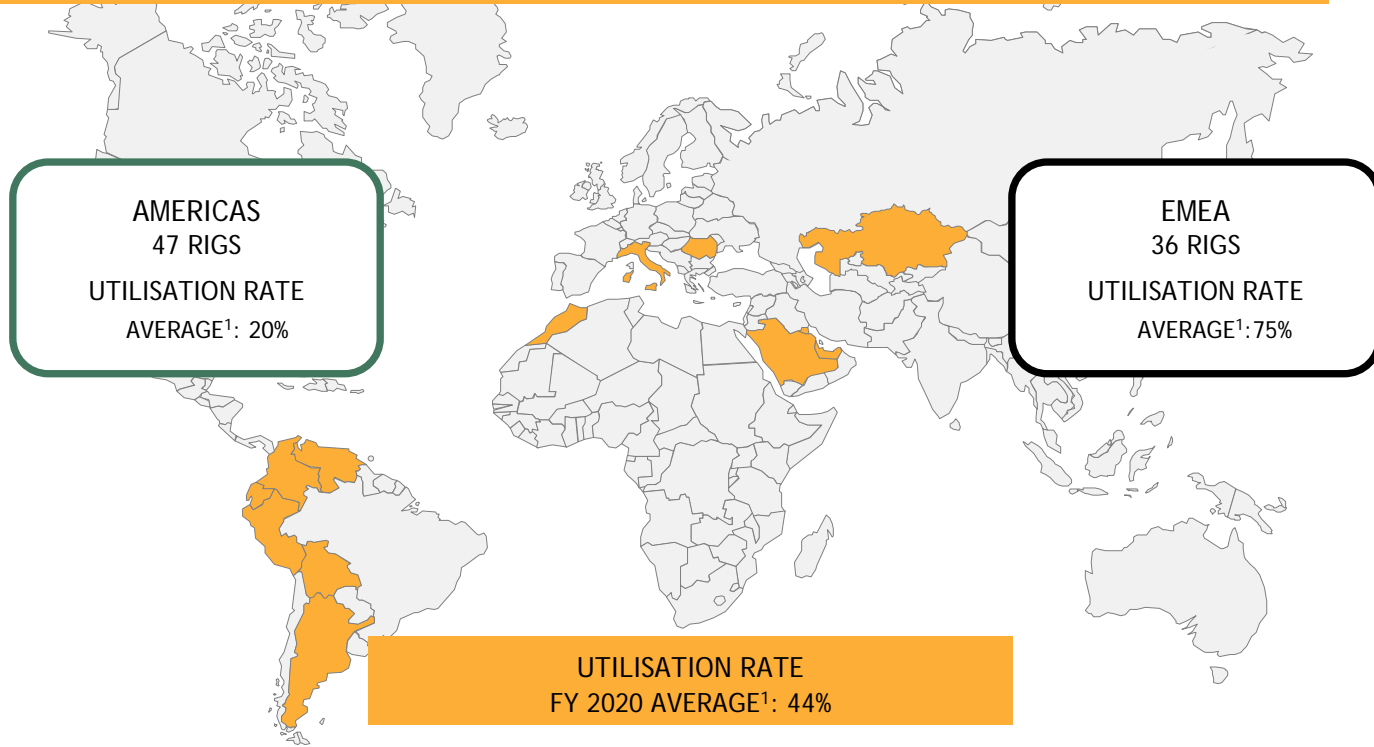 AMERICAS
47 RIGS
UTILISATION RATE
AVERAGE¹: 20%
EMEA
36 RIGS
UTILISATION RATE
AVERAGE¹:75%
UTILISATION RATE
FY 2020 AVERAGE¹: 44%